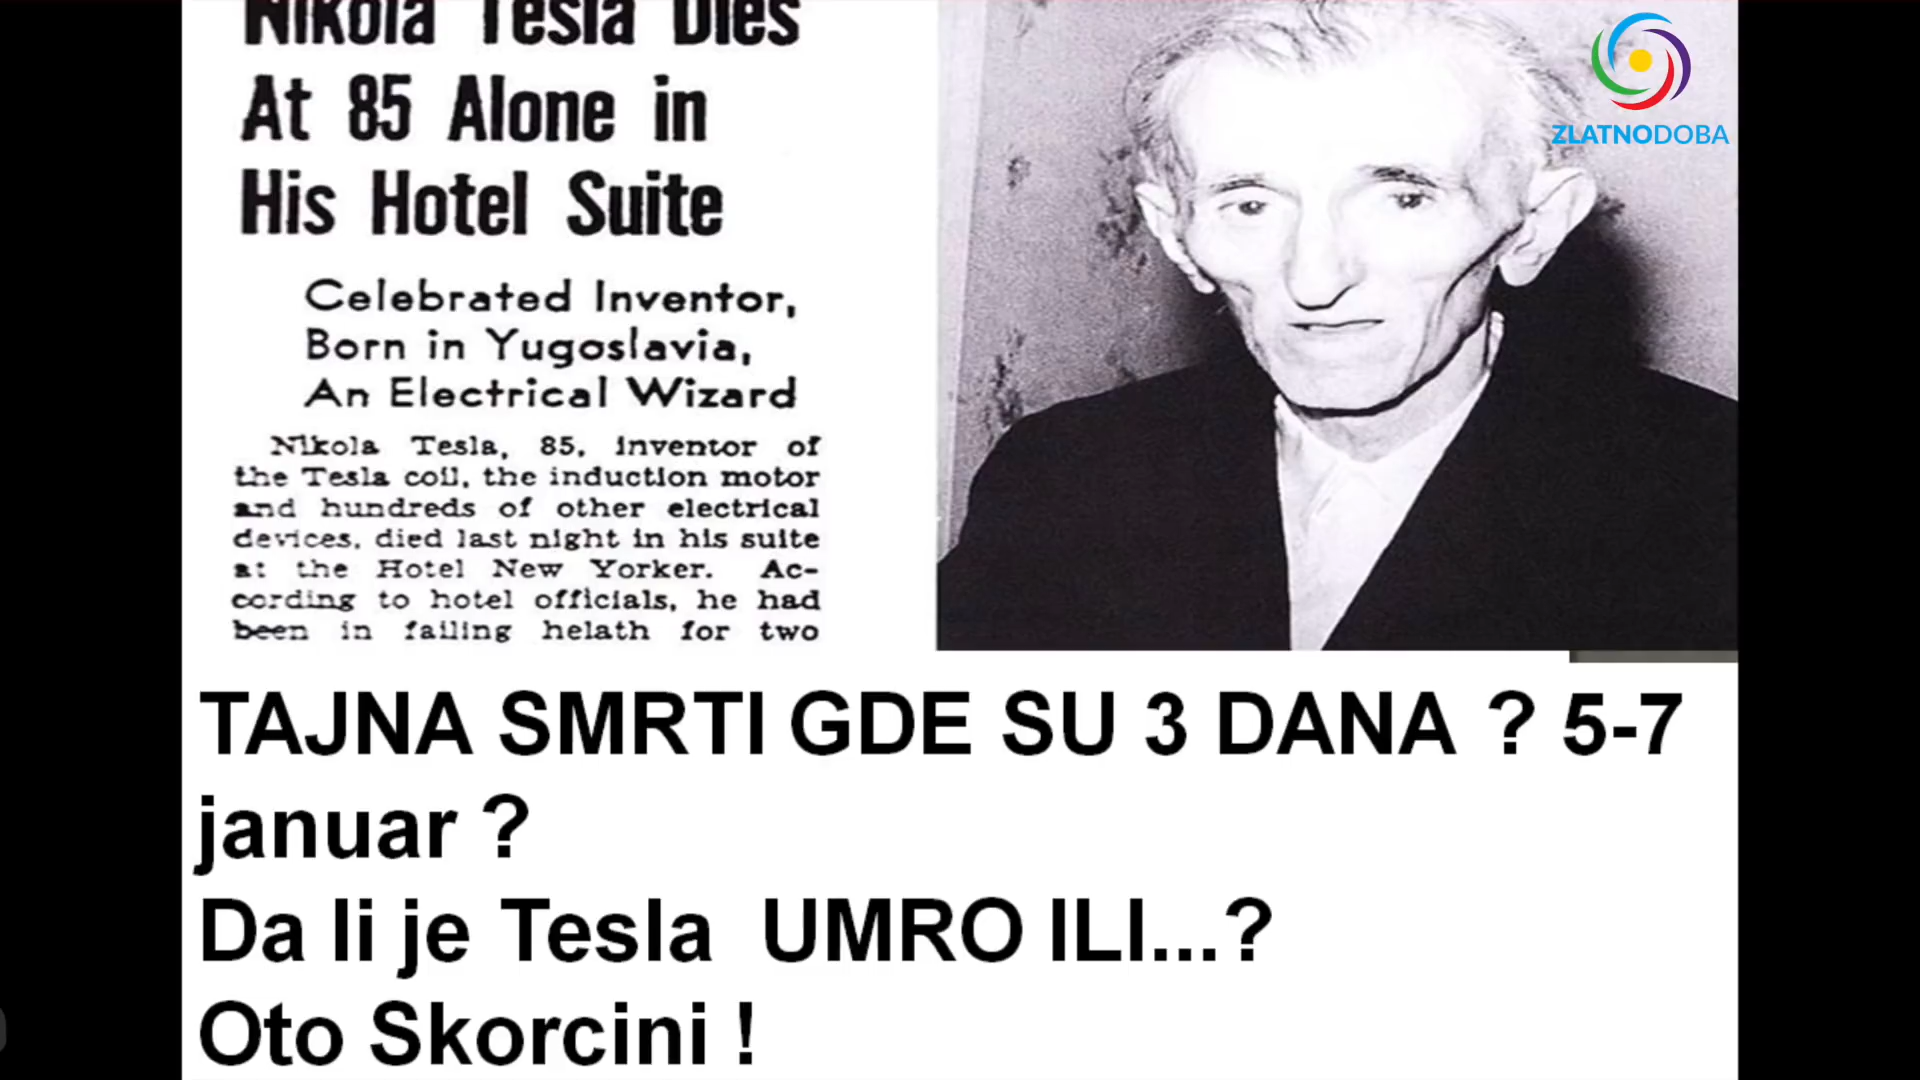 Nikola Tesla Dies
At 85 Alone in
His Hotel Suite
Celebrated Inventor,
Born in Yugoslavia,
An Electrical Wizard
Nikola Tesla, 85, inventor of
the Tesla coil, the induction motor
and hundreds of other electrical
devices, died last night in his suite
at the Hotel New Yorker. Ac-
cording to hotel officials, he had
been in failing helath for two
ZLATNODOBA
TAJNA SMRTI GDE SU 3 DANA ? 5-7
januar ?
Da li je Tesla UMRO ILI...?
Oto Skorcini !